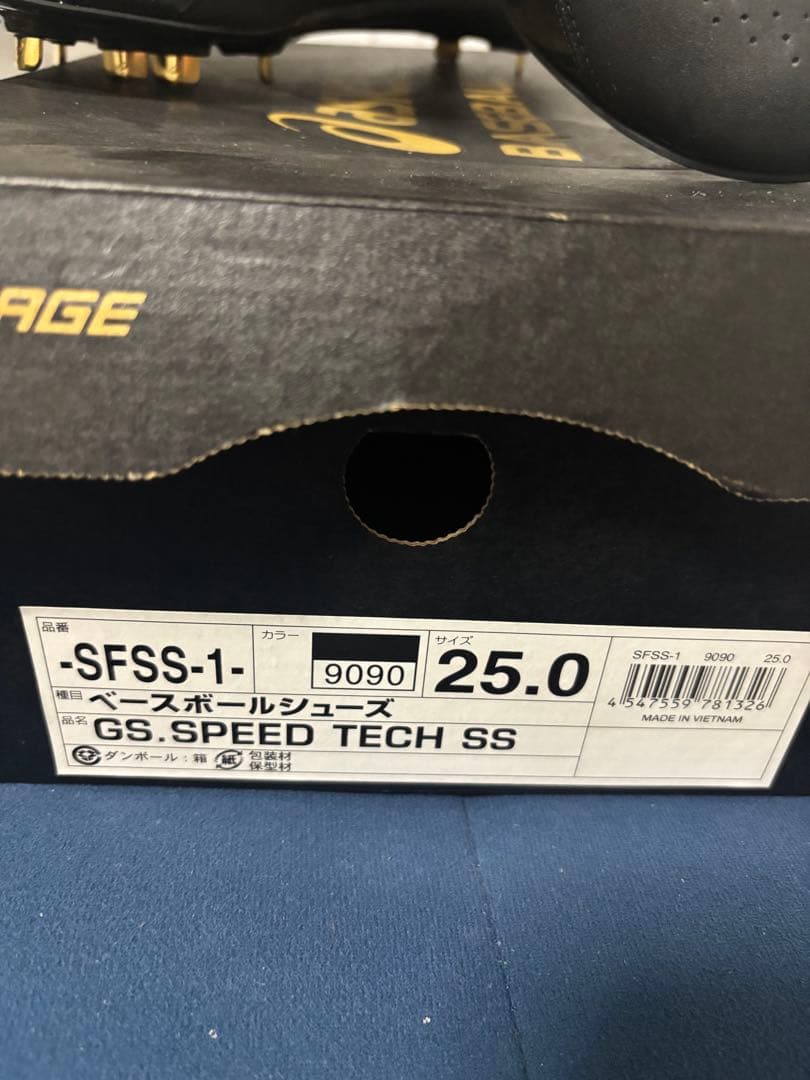 asics
BASEBALL
AGE
品番
-SFSS-1-
カラー
9090
サイズ
25.0
SFSS-1 9090 25.0
4 547559 781326
MADE IN VIETNAM
種目
ベースボールシューズ
品名
GS.SPEED TECH SS
ダンボール:箱 紙 包装材
保型材